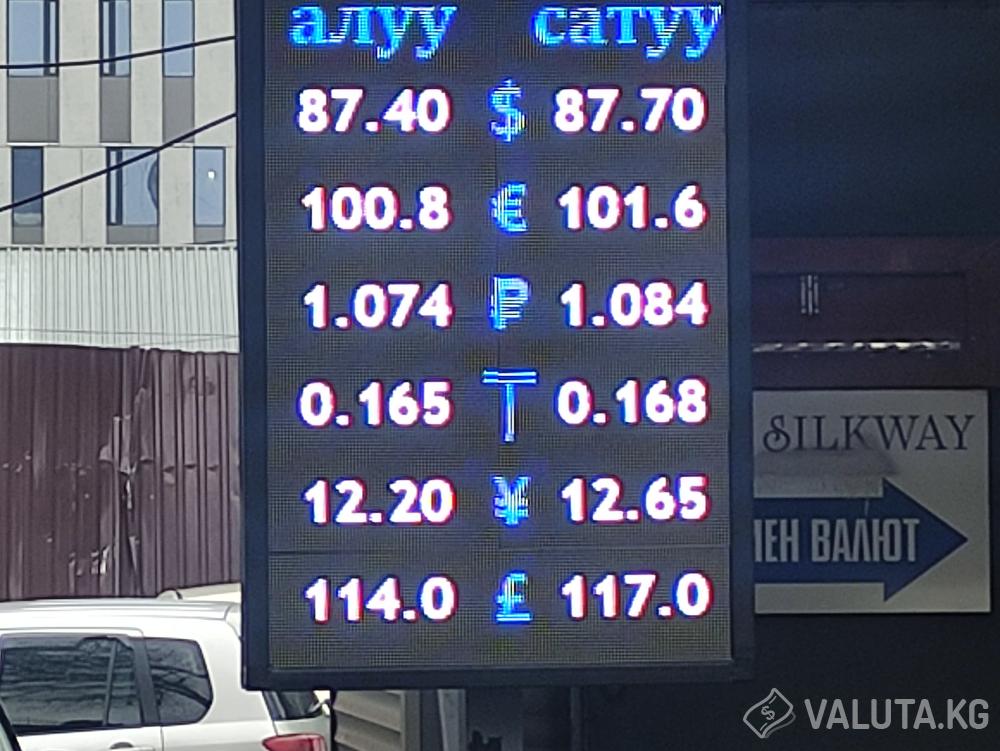 алуу сатуу
87.40 $ 87.70
100.8 € 101.6
1.074 ₽ 1.084
0.165 ₸ 0.168
12.20 ¥ 12.65
114.0 £ 117.0
SILKWAY
ВАЛЮТ
VALUTA.KG